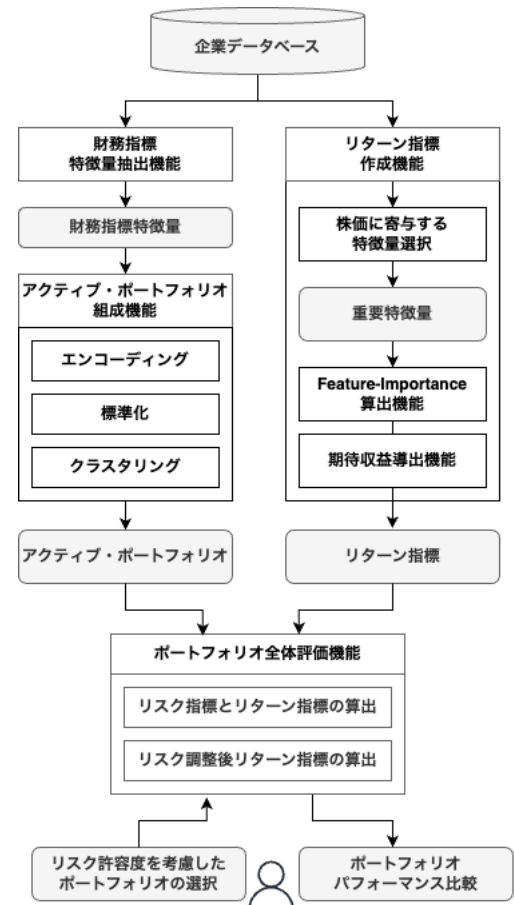 企業データベース
財務指標
特徴量抽出機能
財務指標特徴量
アクティブ・ポートフォリオ
組成機能
エンコーディング
標準化
クラスタリング
アクティブ・ポートフォリオ
リターン指標
作成機能
株価に寄与する
特徴量選択
重要特徴量
Feature-Importance
算出機能
期待収益導出機能
リターン指標
ポートフォリオ全体評価機能
リスク指標とリターン指標の算出
リスク調整後リターン指標の算出
リスク許容度を考慮した
ポートフォリオの選択
ポートフォリオ
パフォーマンス比較